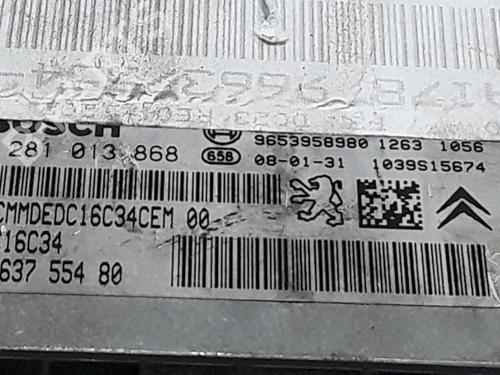 BOSCH
281 013 868
658
9653958980 1263 1056
08-01-31 1039S15674
CMMDEDC16C34CEM 00
16C34
637 554 80